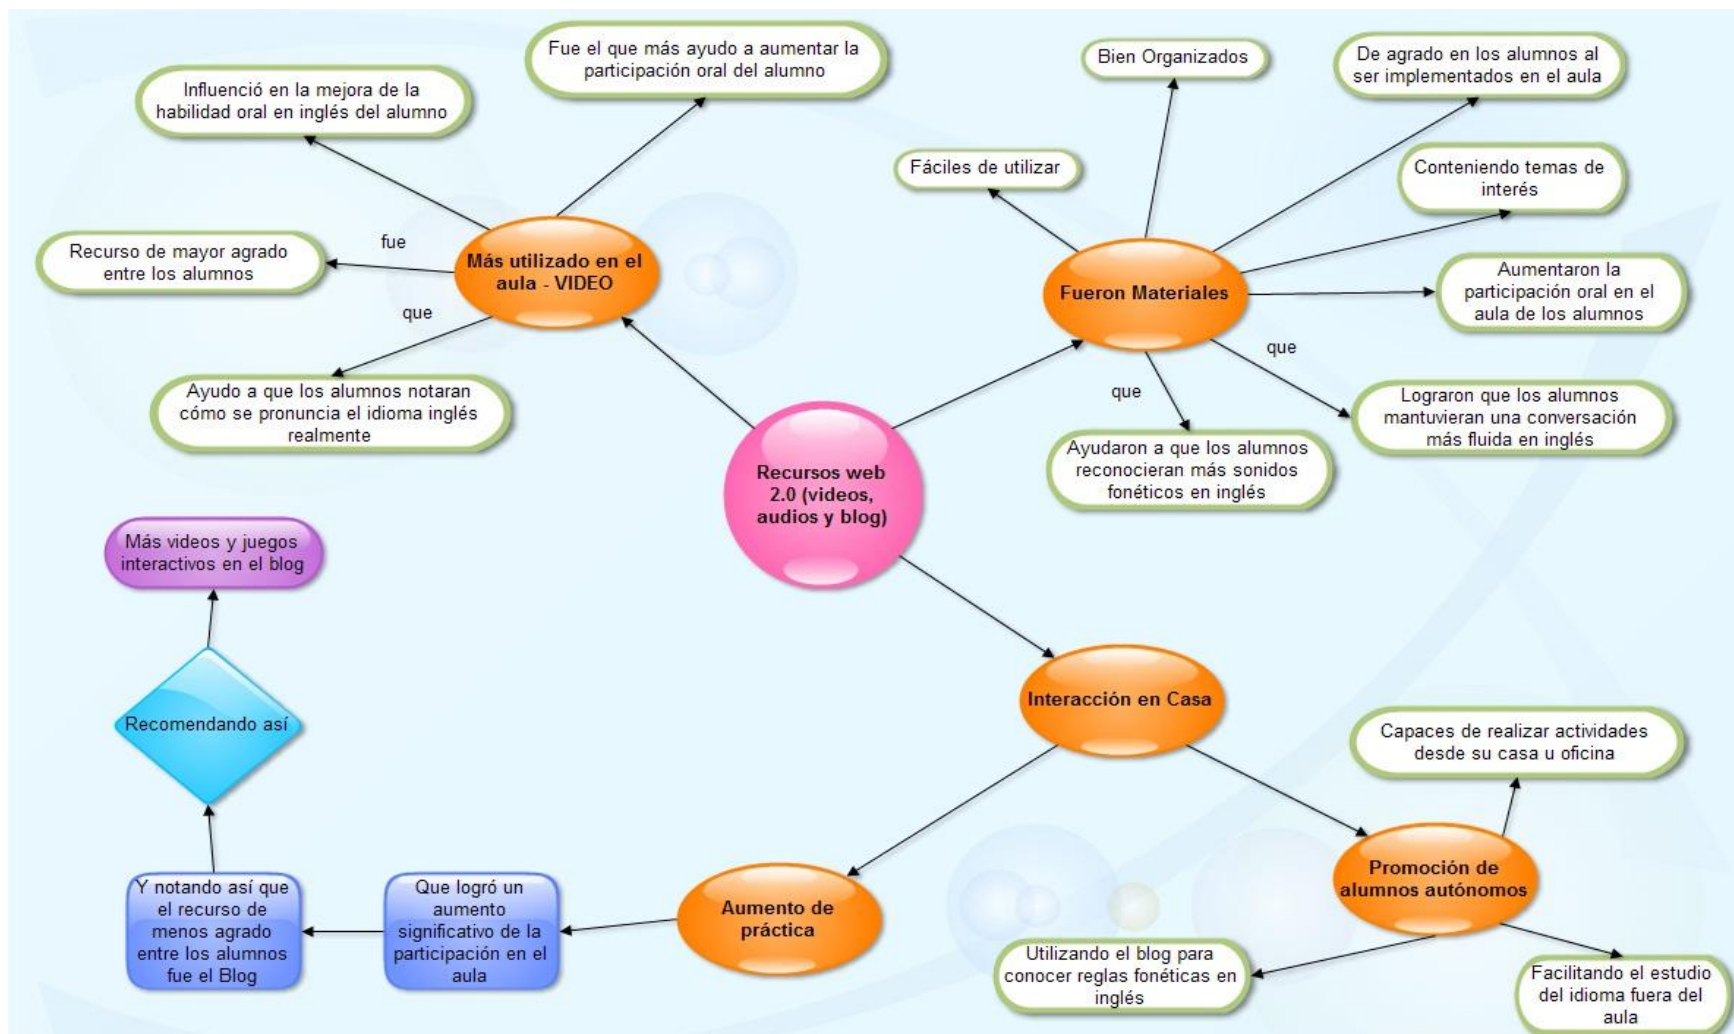 Fue el que más ayudo a aumentar la
participación oral del alumno
Influenció en la mejora de la
habilidad oral en inglés del alumno
fue
Recurso de mayor agrado
entre los alumnos
Más utilizado en el
aula - VIDEO
que
Ayudo a que los alumnos notaran
cómo se pronuncia el idioma inglés
realmente
Bien Organizados
De agrado en los alumnos al
ser implementados en el aula
Fáciles de utilizar
Conteniendo temas de
interés
Fueron Materiales
Aumentaron la
participación oral en el
aula de los alumnos
que
Lograron que los alumnos
mantuvieran una conversación
más fluida en inglés
que
Ayudaron a que los alumnos
reconocieran más sonidos
fonéticos en inglés
Recursos web
2.0 (videos,
audios y blog)
Más videos y juegos
interactivos en el blog
Recomendando así
Y notando así que
el recurso de
menos agrado
entre los alumnos
fue el Blog
Que logró un
aumento
significativo de la
participación en el
aula
Aumento de
práctica
Interacción en Casa
Capaces de realizar actividades
desde su casa u oficina
Promoción de
alumnos autónomos
Utilizando el blog para
conocer reglas fonéticas en
inglés
Facilitando el estudio
del idioma fuera del
aula